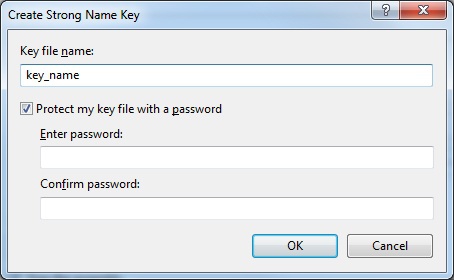 Create Strong Name Key
Key file name:
key_name
Protect my key file with a password
Enter password:
Confirm password:
OK Cancel